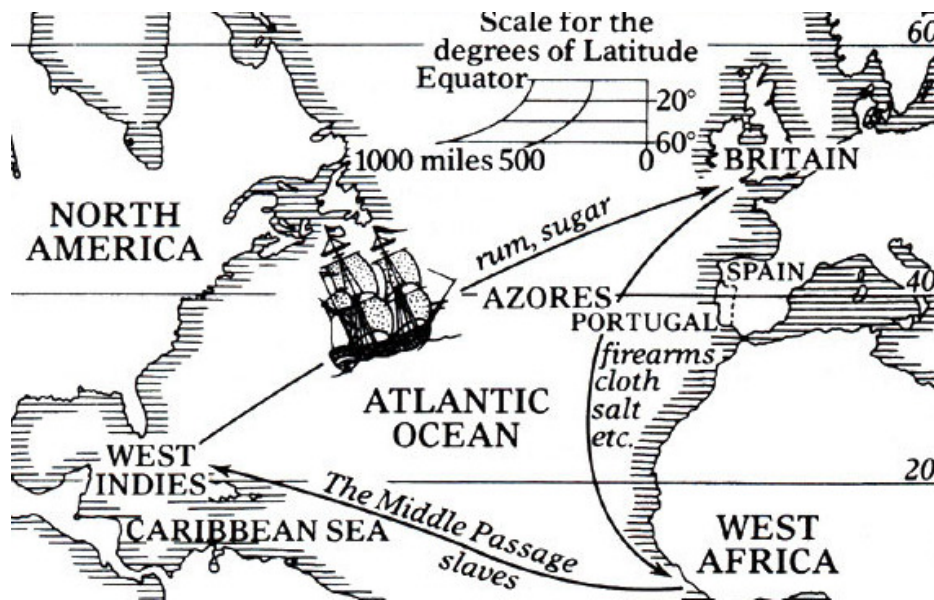 Scale for the
degrees of Latitude
Equator
20°
60°
1000 miles 500 0
60
BRITAIN
NORTH
AMERICA
rum, sugar
SPAIN
40
AZORES
PORTUGAL
firearms
cloth
salt
etc.
ATLANTIC
OCEAN
WEST
INDIES
20
The Middle Passage
slaves
CARIBBEAN SEA
WEST
AFRICA